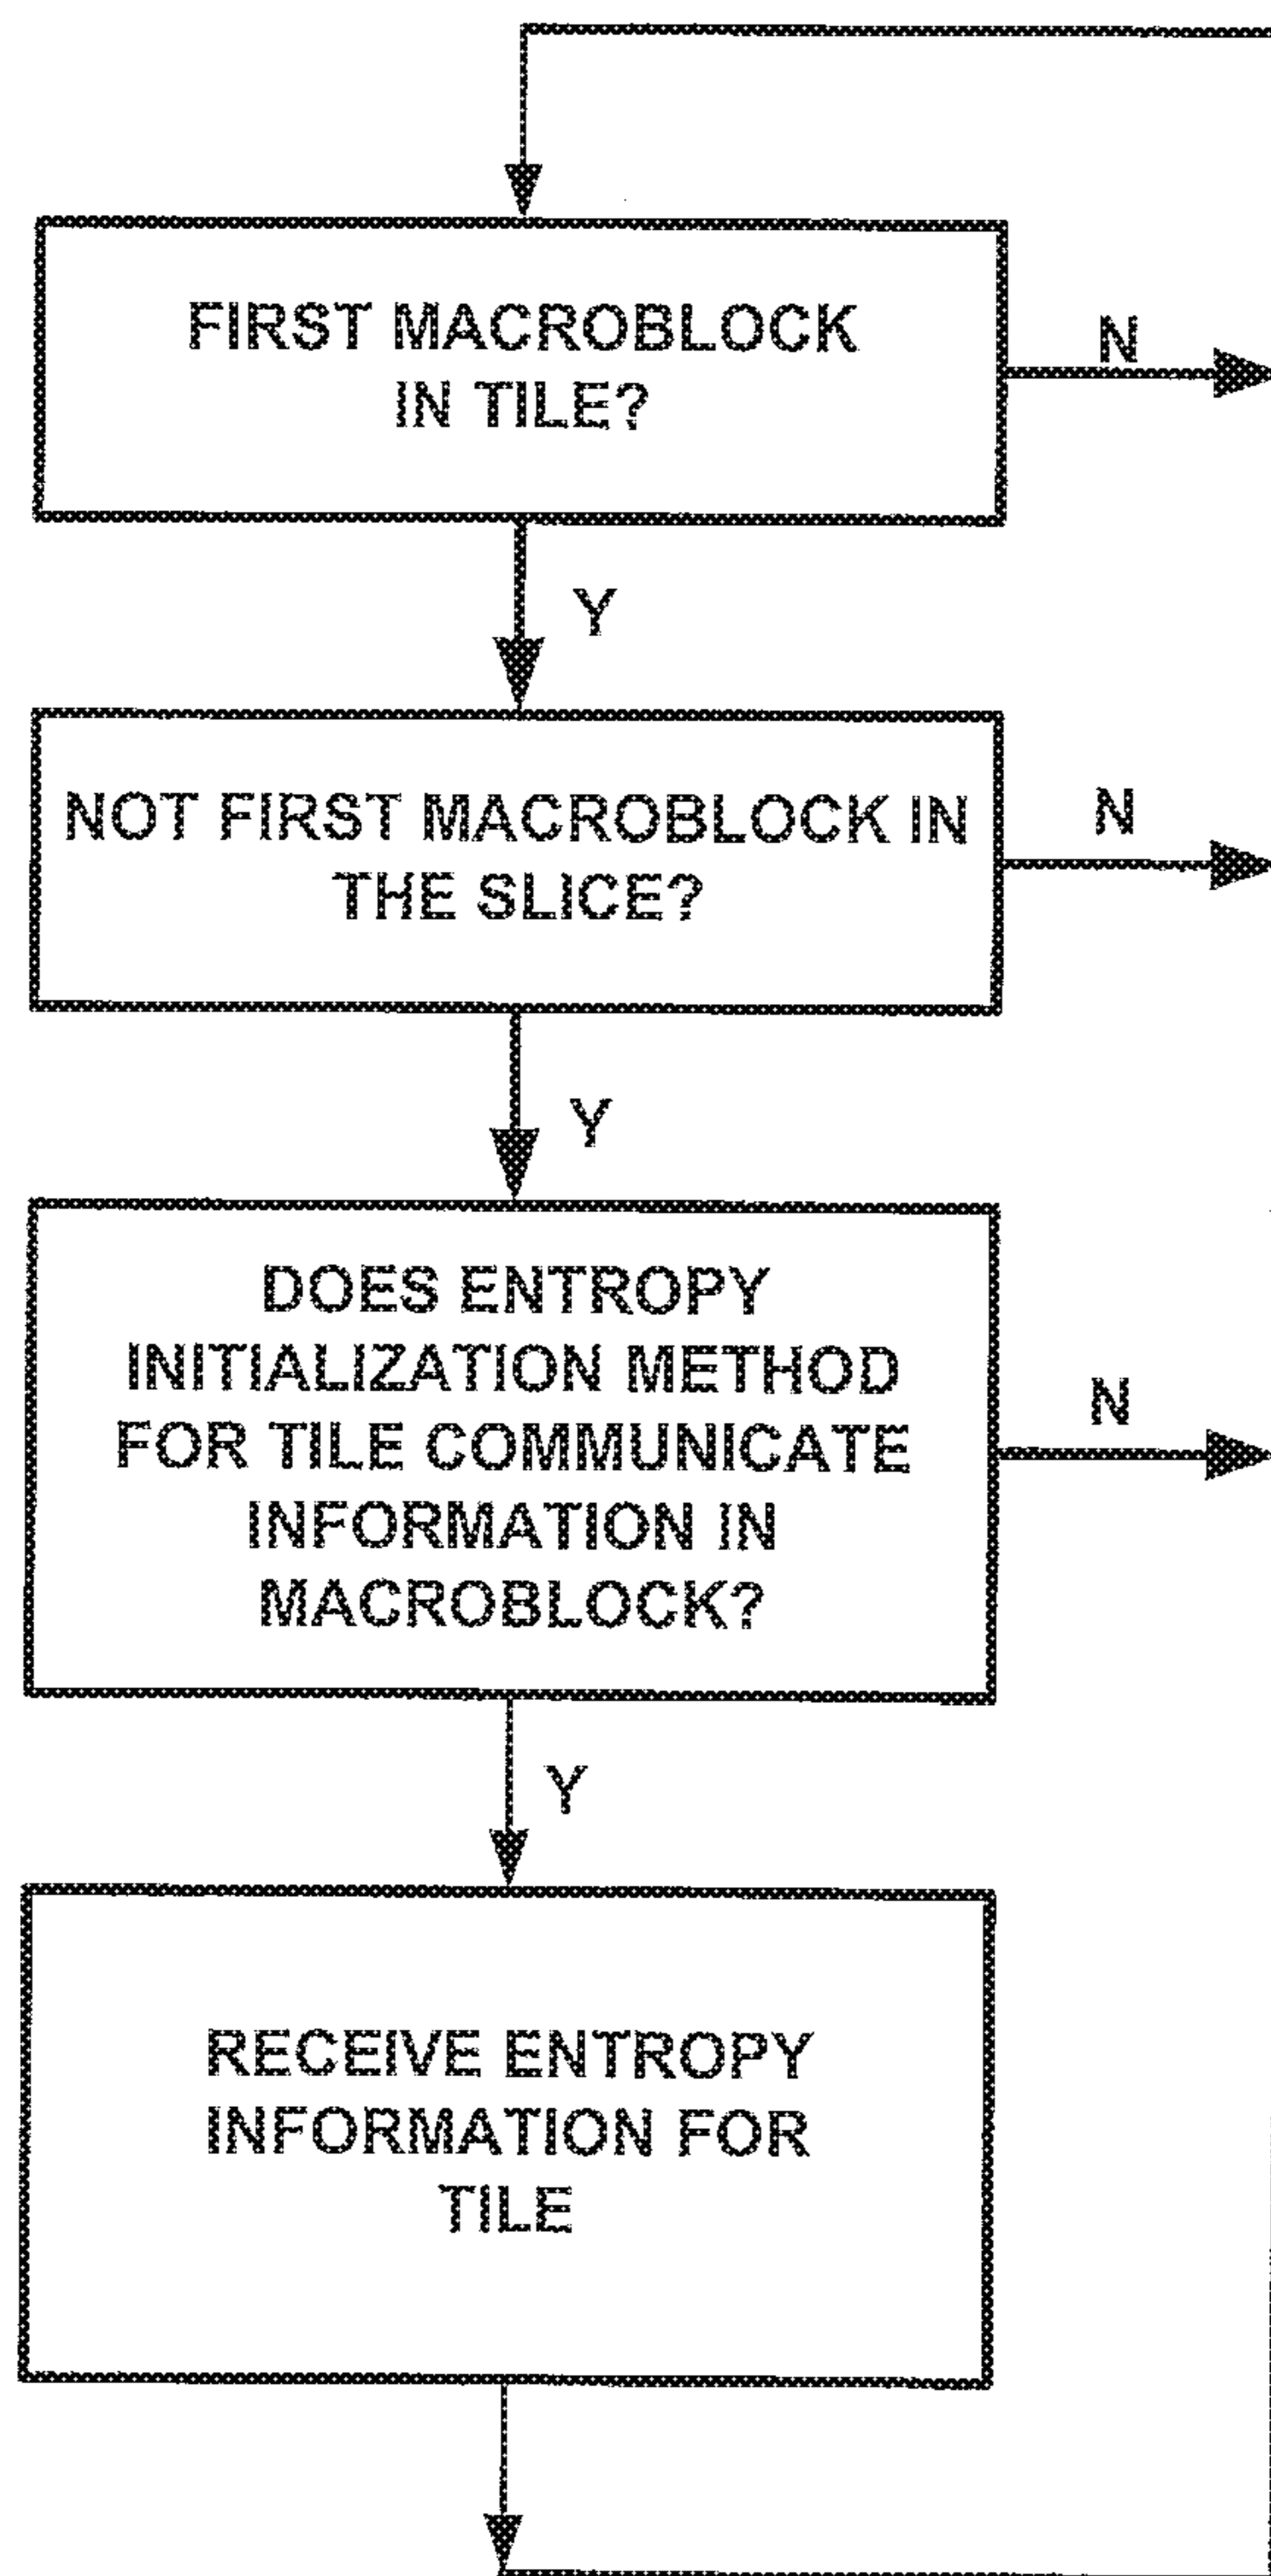 FIRST MACROBLOCK
IN TILE?
N
Y
NOT FIRST MACROBLOCK IN
THE SLICE?
N
Y
DOES ENTROPY
INITIALIZATION METHOD
FOR TILE COMMUNICATE
INFORMATION IN
MACROBLOCK?
N
Y
RECEIVE ENTROPY
INFORMATION FOR
TILE